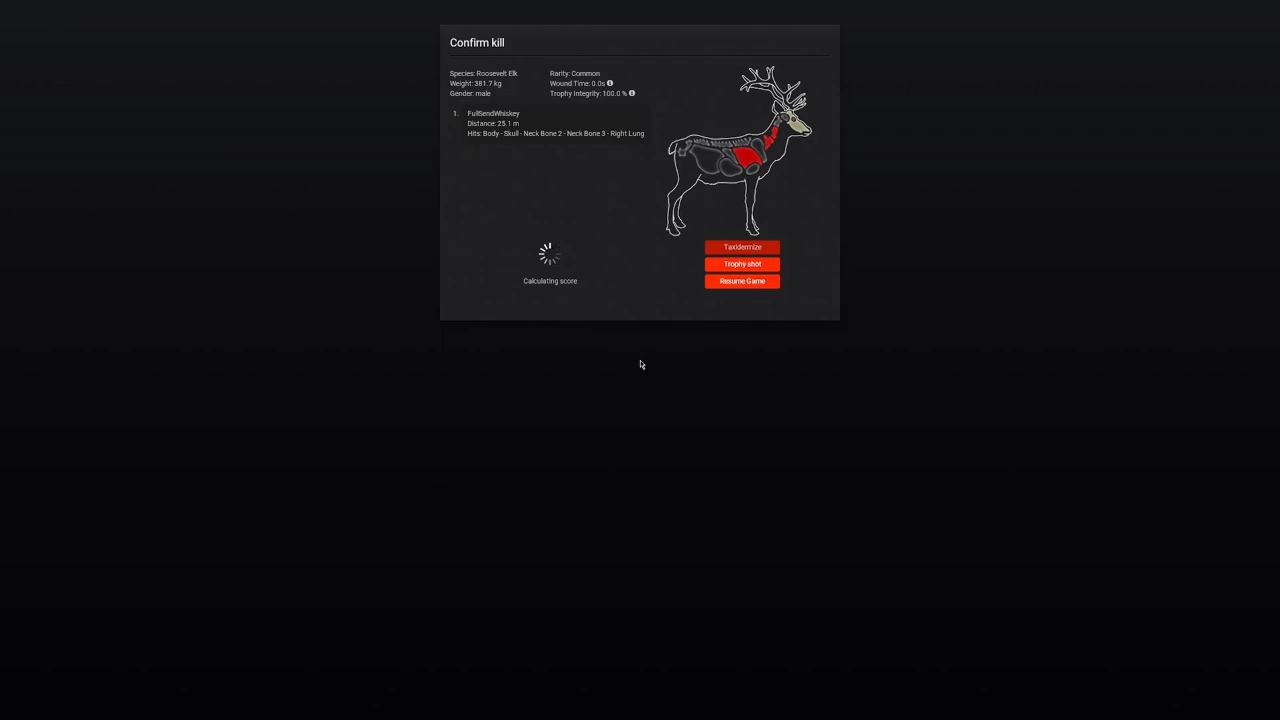 Confirm kill
Species: Roosevelt Elk
Rarity: Common
Weight: 381.7 kg
Wound Time: 0.0s
Gender: male
Trophy Integrity: 100.0 %
1. FullSendWhiskey
Distance: 25.1 m
Hits: Body - Skull - Neck Bone 2 - Neck Bone 3 - Right Lung
Calculating score
Taxidermize
Trophy shot
Resume Game